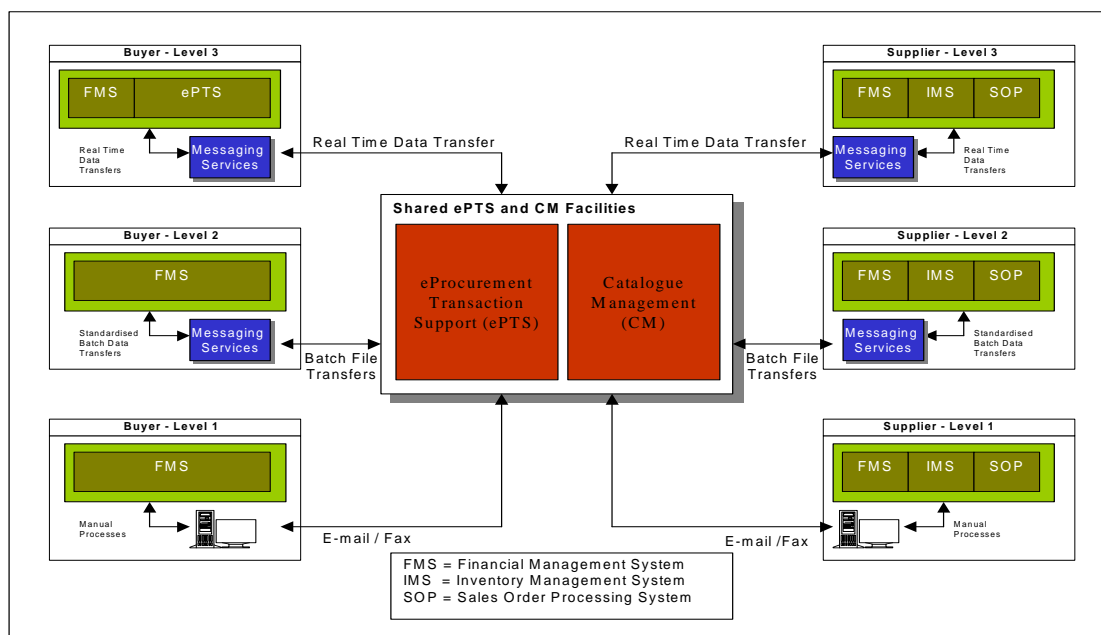 Buyer - Level 3
FMS
ePTS
Real Time
Data
Transfers
Messaging
Services
Real Time Data Transfer
Supplier - Level 3
FMS
IMS
SOP
Messaging
Services
Real Time
Data
Transfers
Real Time Data Transfer
Shared ePTS and CM Facilities
eProcurement
Transaction
Support (ePTS)
Catalogue
Management
(CM)
Buyer - Level 2
FMS
Standardised
Batch Data
Transfers
Messaging
Services
Batch File
Transfers
Supplier - Level 2
FMS
IMS
SOP
Messaging
Services
Standardised
Batch Data
Transfers
Batch File
Transfers
Buyer - Level 1
FMS
Manual
Processes
E-mail / Fax
Supplier - Level 1
FMS
IMS
SOP
Manual
Processes
E-mail /Fax
FMS = Financial Management System
IMS = Inventory Management System
SOP = Sales Order Processing System